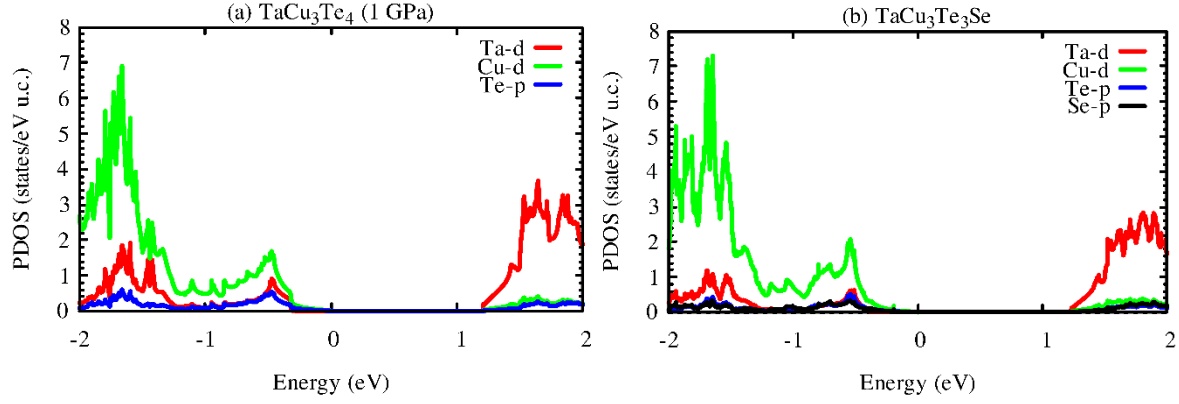 (a) TaCu3Te4 (1 GPa)
PDOS (states/eV u.c.)
8
7
6
5
4
3
2
1
0
Ta-d
Cu-d
Te-p
-2
-1
0
1
2
Energy (eV)
(b) TaCu3Te3Se
PDOS (states/eV u.c.)
8
7
6
5
4
3
2
1
0
Ta-d
Cu-d
Te-p
Se-p
-2
-1
0
1
2
Energy (eV)